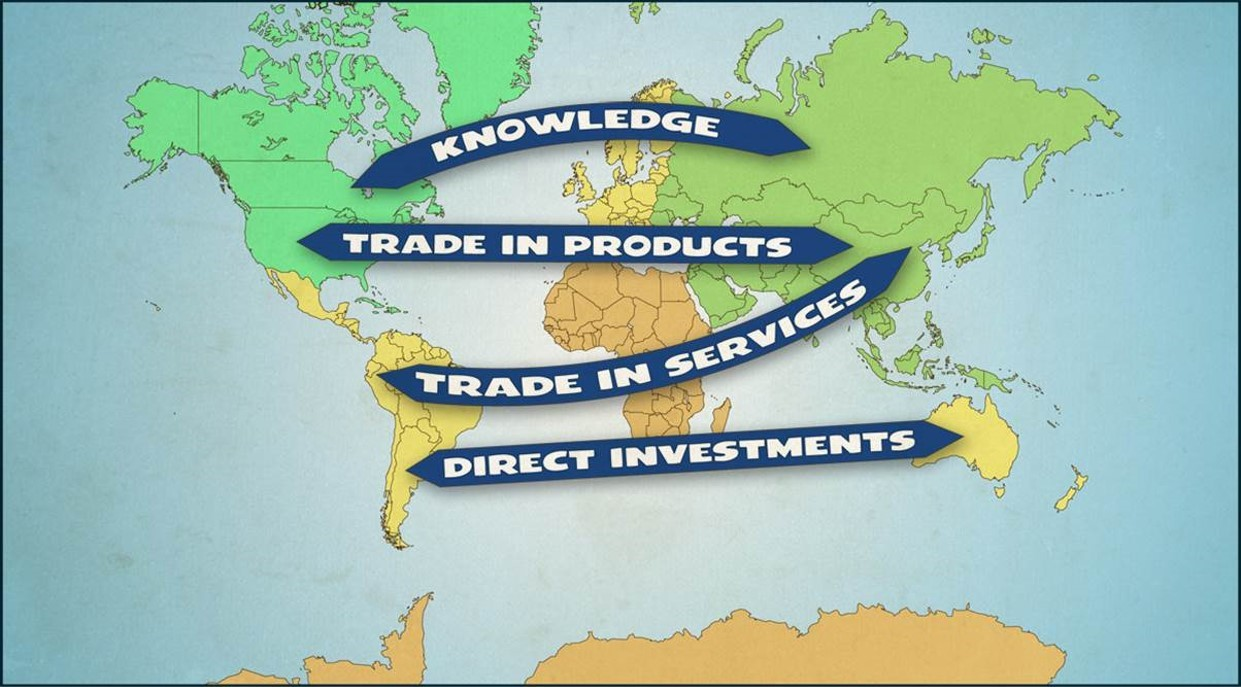 KNOWLEDGE
TRADE IN PRODUCTS
TRADE IN SERVICES
DIRECT INVESTMENTS